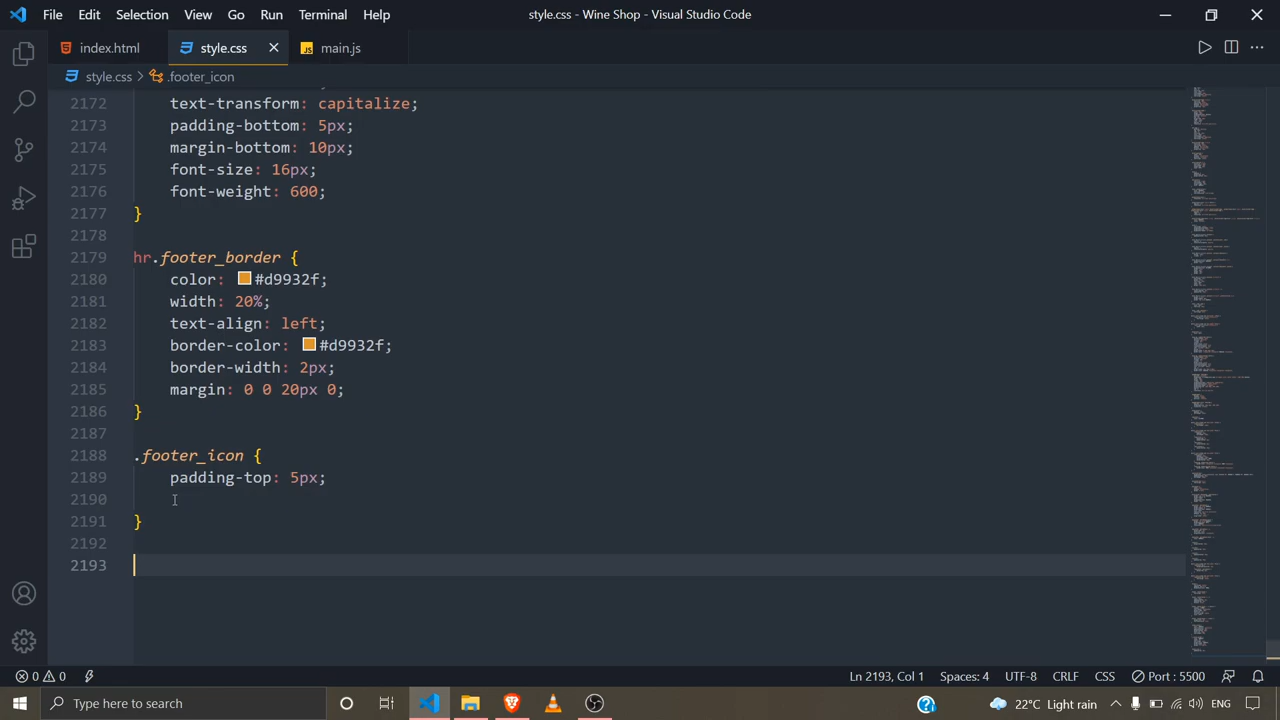 File Edit Selection View Go Run Terminal Help style.css - Wine Shop - Visual Studio Code
index.html style.css main.js
style.css > .footer_icon
2172 text-transform: capitalize;
2173 padding-bottom: 5px;
2174 margin-bottom: 10px;
2175 font-size: 16px;
2176 font-weight: 600;
2177 }
2178
2179 hr.footer_border {
2180 color: #d9932f;
2181 width: 20%;
2182 text-align: left;
2183 border-color: #d9932f;
2184 border-width: 2px;
2185 margin: 0 0 20px 0;
2186 }
2187
2188 .footer_icon {
2189 padding-top: 5px;
2190
2191 }
2192
2193
0 0 Ln 2193, Col 1 Spaces: 4 UTF-8 CRLF CSS Port : 5500
Type here to search 22°C Light rain ENG